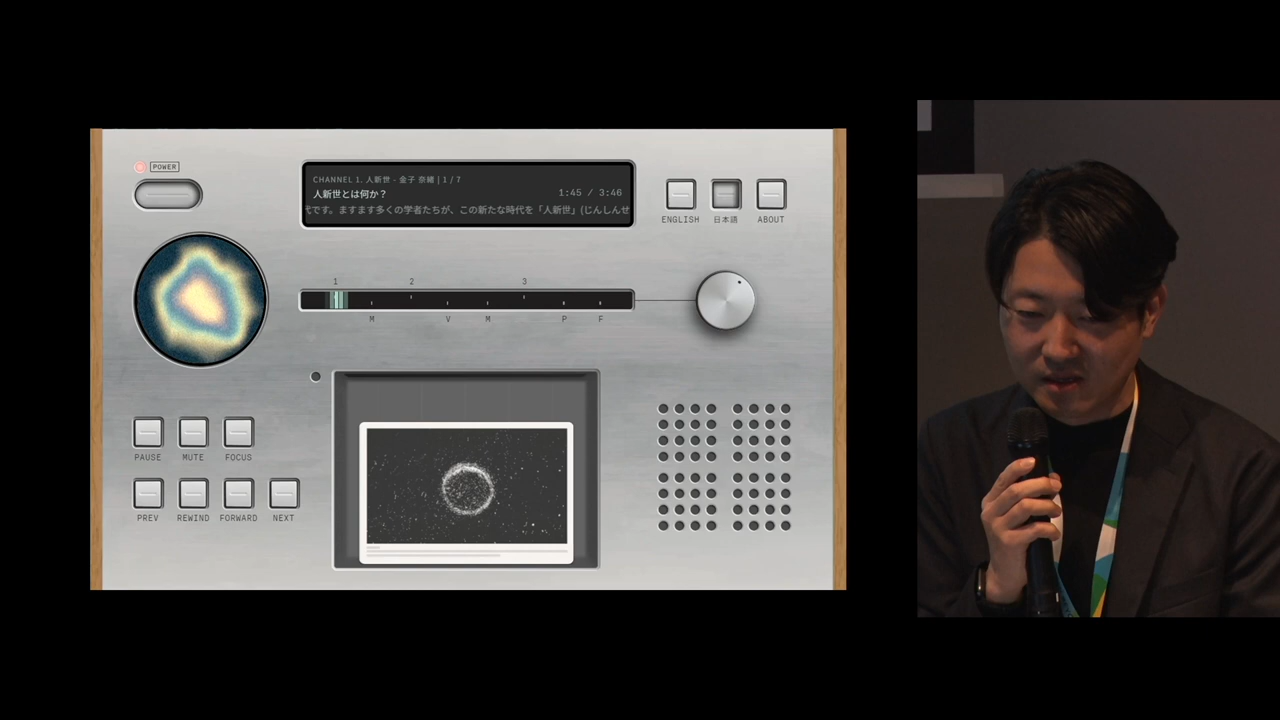 POWER
CHANNEL 1. 人新世 - 金子 奈緒 | 1 / 7
人新世とは何か？
1:45 / 3:46
代です。ますます多くの学者たちが、この新たな時代を「人新世」(じんしんせ
ENGLISH
日本語
ABOUT
1
2
3
M
V
M
P
F
PAUSE
MUTE
FOCUS
PREV
REWIND
FORWARD
NEXT